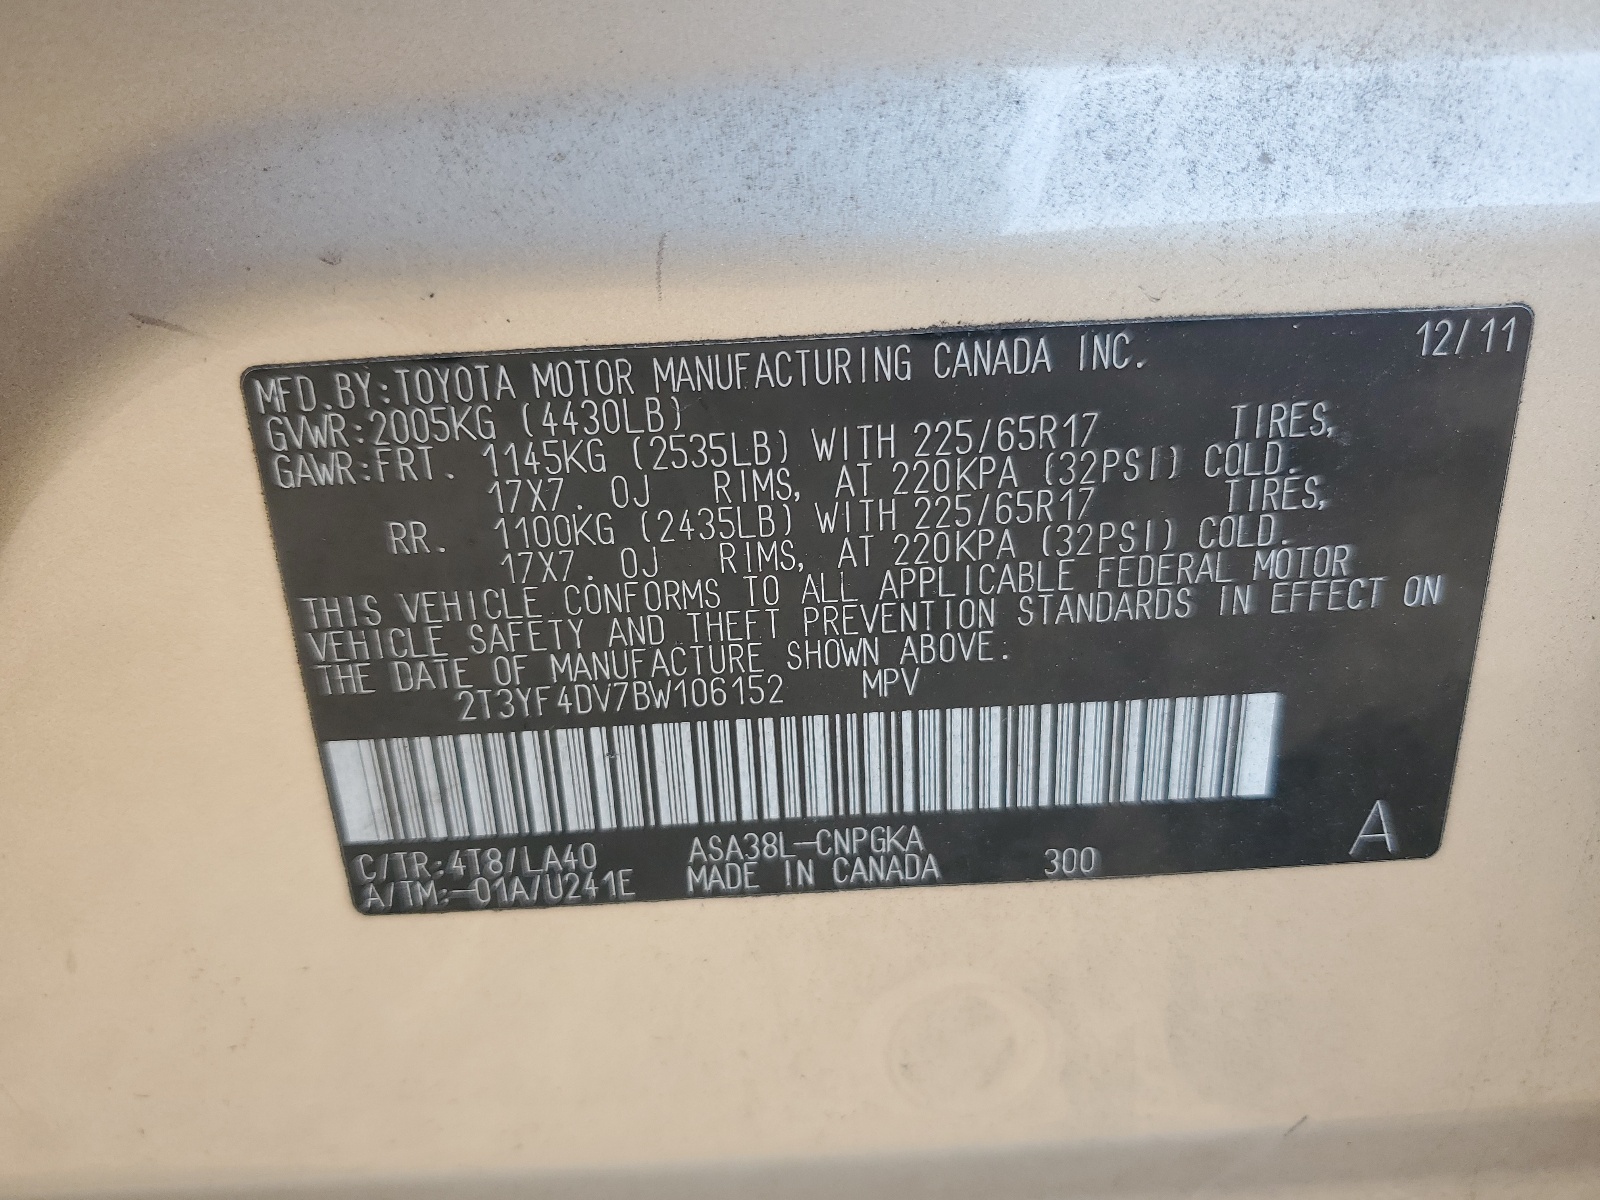 12/11
MFD.BY:TOYOTA MOTOR MANUFACTURING CANADA INC.
GVWR:2005KG (4430LB)
GAWR:FRT. 1145KG (2535LB) WITH 225/65R17 TIRES,
17X7.0J RIMS, AT 220KPA (32PSI) COLD.
RR. 1100KG (2435LB) WITH 225/65R17 TIRES,
17X7.0J RIMS, AT 220KPA (32PSI) COLD.
THIS VEHICLE CONFORMS TO ALL APPLICABLE FEDERAL MOTOR
VEHICLE SAFETY AND THEFT PREVENTION STANDARDS IN EFFECT ON
THE DATE OF MANUFACTURE SHOWN ABOVE.
2T3YF4DV7BW106152 MPV
C/TR:4T8/LA40 ASA38L-CNPGKA
A/TM:-01A/U241E MADE IN CANADA 300 A